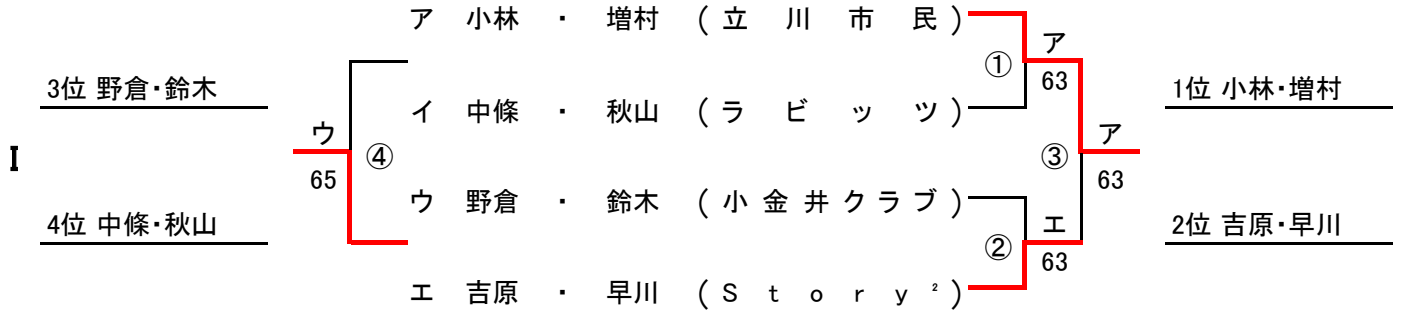 ア 小林 ・ 増村 (立川市民)
ア
①
63
3位 野倉・鈴木
1位 小林・増村
イ 中條 ・ 秋山 (ラビッツ)
ウ
ア
Ⅰ
④
③
65
63
ウ 野倉 ・ 鈴木 (小金井クラブ)
4位 中條・秋山
エ
2位 吉原・早川
②
63
エ 吉原 ・ 早川 (Story²)